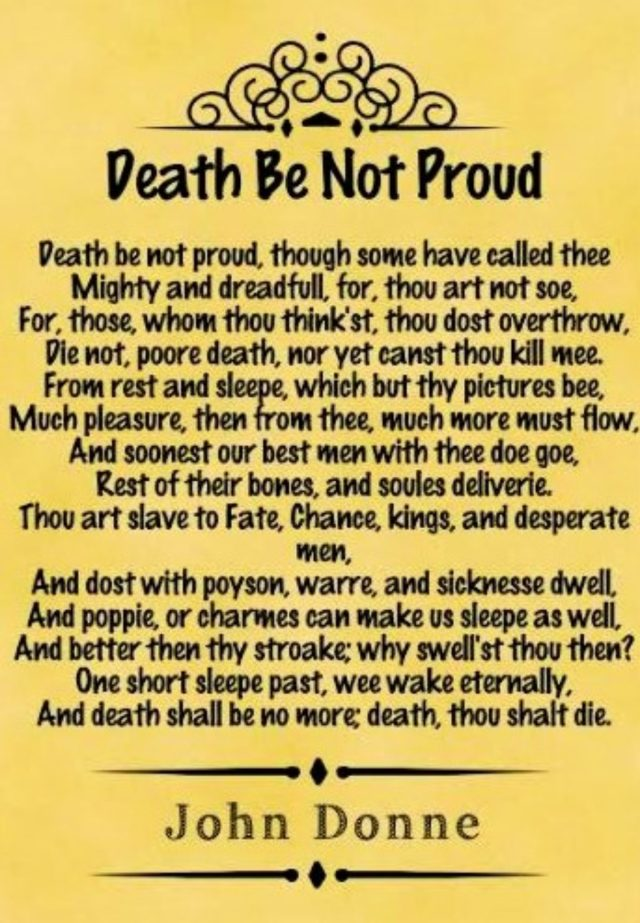 Death Be Not Proud
Death be not proud, though some have called thee
Mighty and dreadfull, for, thou art not soe,
For, those, whom thou think'st, thou dost overthrow,
Die not, poore death, nor yet canst thou kill mee.
From rest and sleepe, which but thy pictures bee,
Much pleasure, then from thee, much more must flow,
And soonest our best men with thee doe goe,
Rest of their bones, and soules deliverie.
Thou art slave to Fate, Chance, kings, and desperate
men,
And dost with poyson, warre, and sicknesse dwell,
And poppie, or charmes can make us sleepe as well,
And better then thy stroake; why swell'st thou then?
One short sleepe past, wee wake eternally,
And death shall be no more; death, thou shalt die.
John Donne